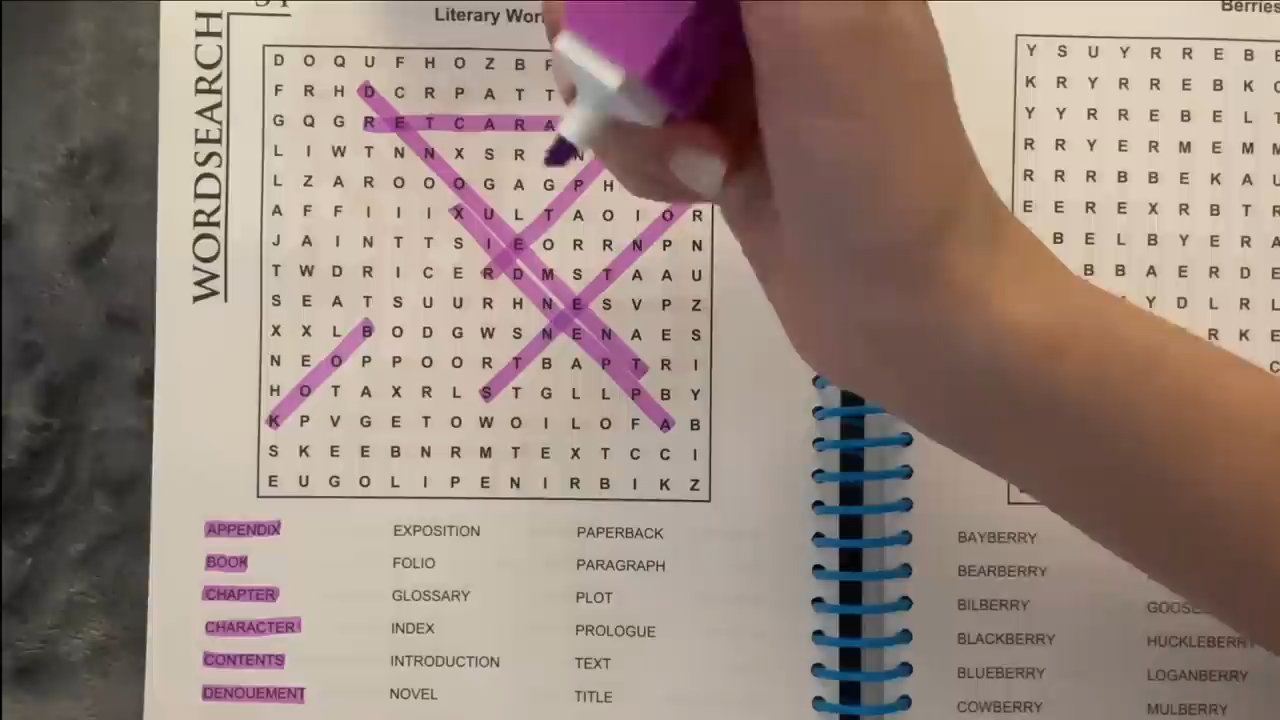 WORDSEARCH
Literary Wor
Berries
D O Q U F H O Z B F
F R H D C R P A T T
G Q G R E T C A R A
L I W T N N X S R N
L Z A R O O O G A G P H
A F F I I I X U L T A O I O R
J A I N T T S I E O R R N P N
T W D R I C E R D M S T A A U
S E A T S U U R H N E S V P Z
X X L B O D G W S N E N A E S
N E O P P O O R T B A P T R I
H O T A X R L S T G L L P B Y
K P V G E T O W O I L O F A B
S K E E B N R M T E X T C C I
E U G O L I P E N I R B I K Z
APPENDIX EXPOSITION PAPERBACK
BOOK FOLIO PARAGRAPH
CHAPTER GLOSSARY PLOT
CHARACTER INDEX PROLOGUE
CONTENTS INTRODUCTION TEXT
DENOUEMENT NOVEL TITLE
Y S U Y R R E B E
K R Y R R E B K
Y Y R R E B E L
R R Y E R M E M M
R R R B B E K A U
E E R E X R B T R
B E L B Y E R A
B B A E R D E
Y D L R L
R K E
BAYBERRY
BEARBERRY
BILBERRY GOOSE
BLACKBERRY HUCKLEBERRY
BLUEBERRY LOGANBERRY
COWBERRY MULBERRY